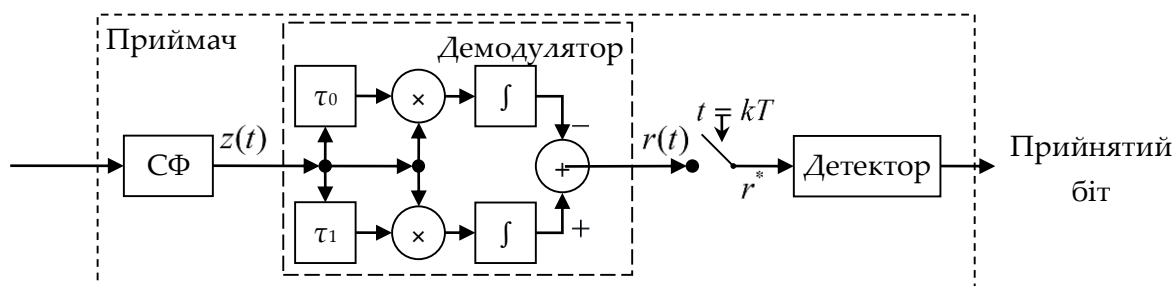 Приймач
Демодулятор
τ₀
×
∫
−
t = kT
СФ
z(t)
+
r(t)
r*
Детектор
Прийнятий
біт
τ₁
×
∫
+